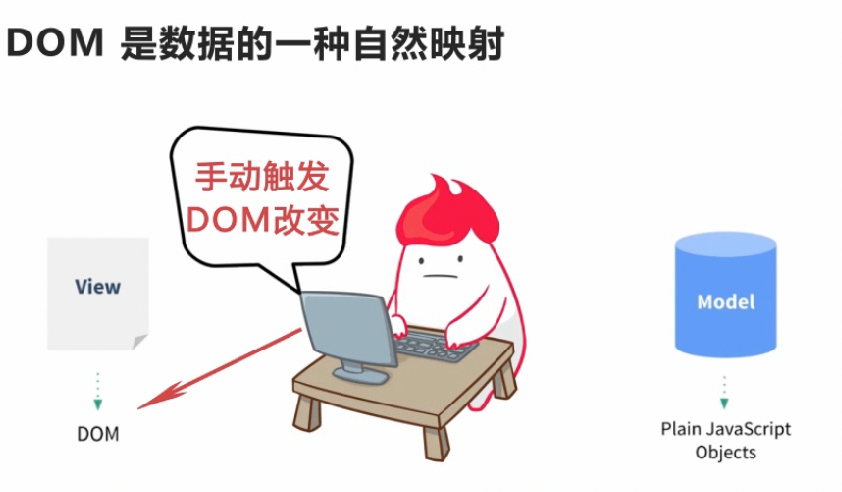 DOM 是数据的一种自然映射
手动触发
DOM改变
View
DOM
Model
Plain JavaScript
Objects